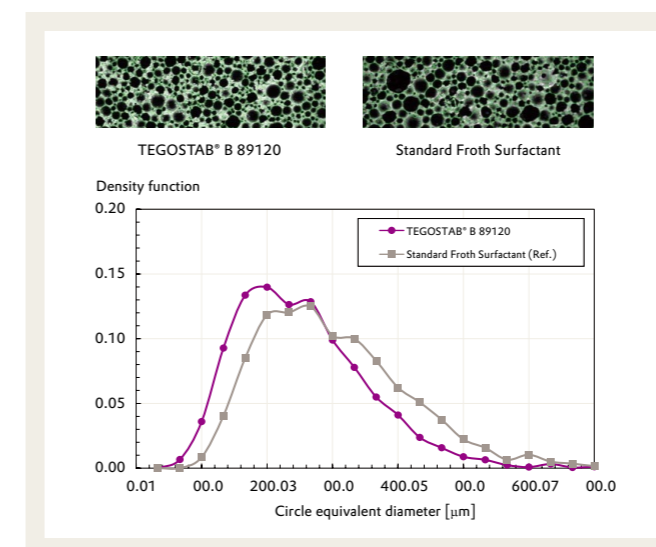 TEGOSTAB® B 89120
Standard Froth Surfactant
Density function
0.20
TEGOSTAB® B 89120
Standard Froth Surfactant (Ref.)
0.15
0.10
0.05
0.00
0.01 00.0 200.03 00.0 400.05 00.0 600.07 00.0
Circle equivalent diameter [µm]